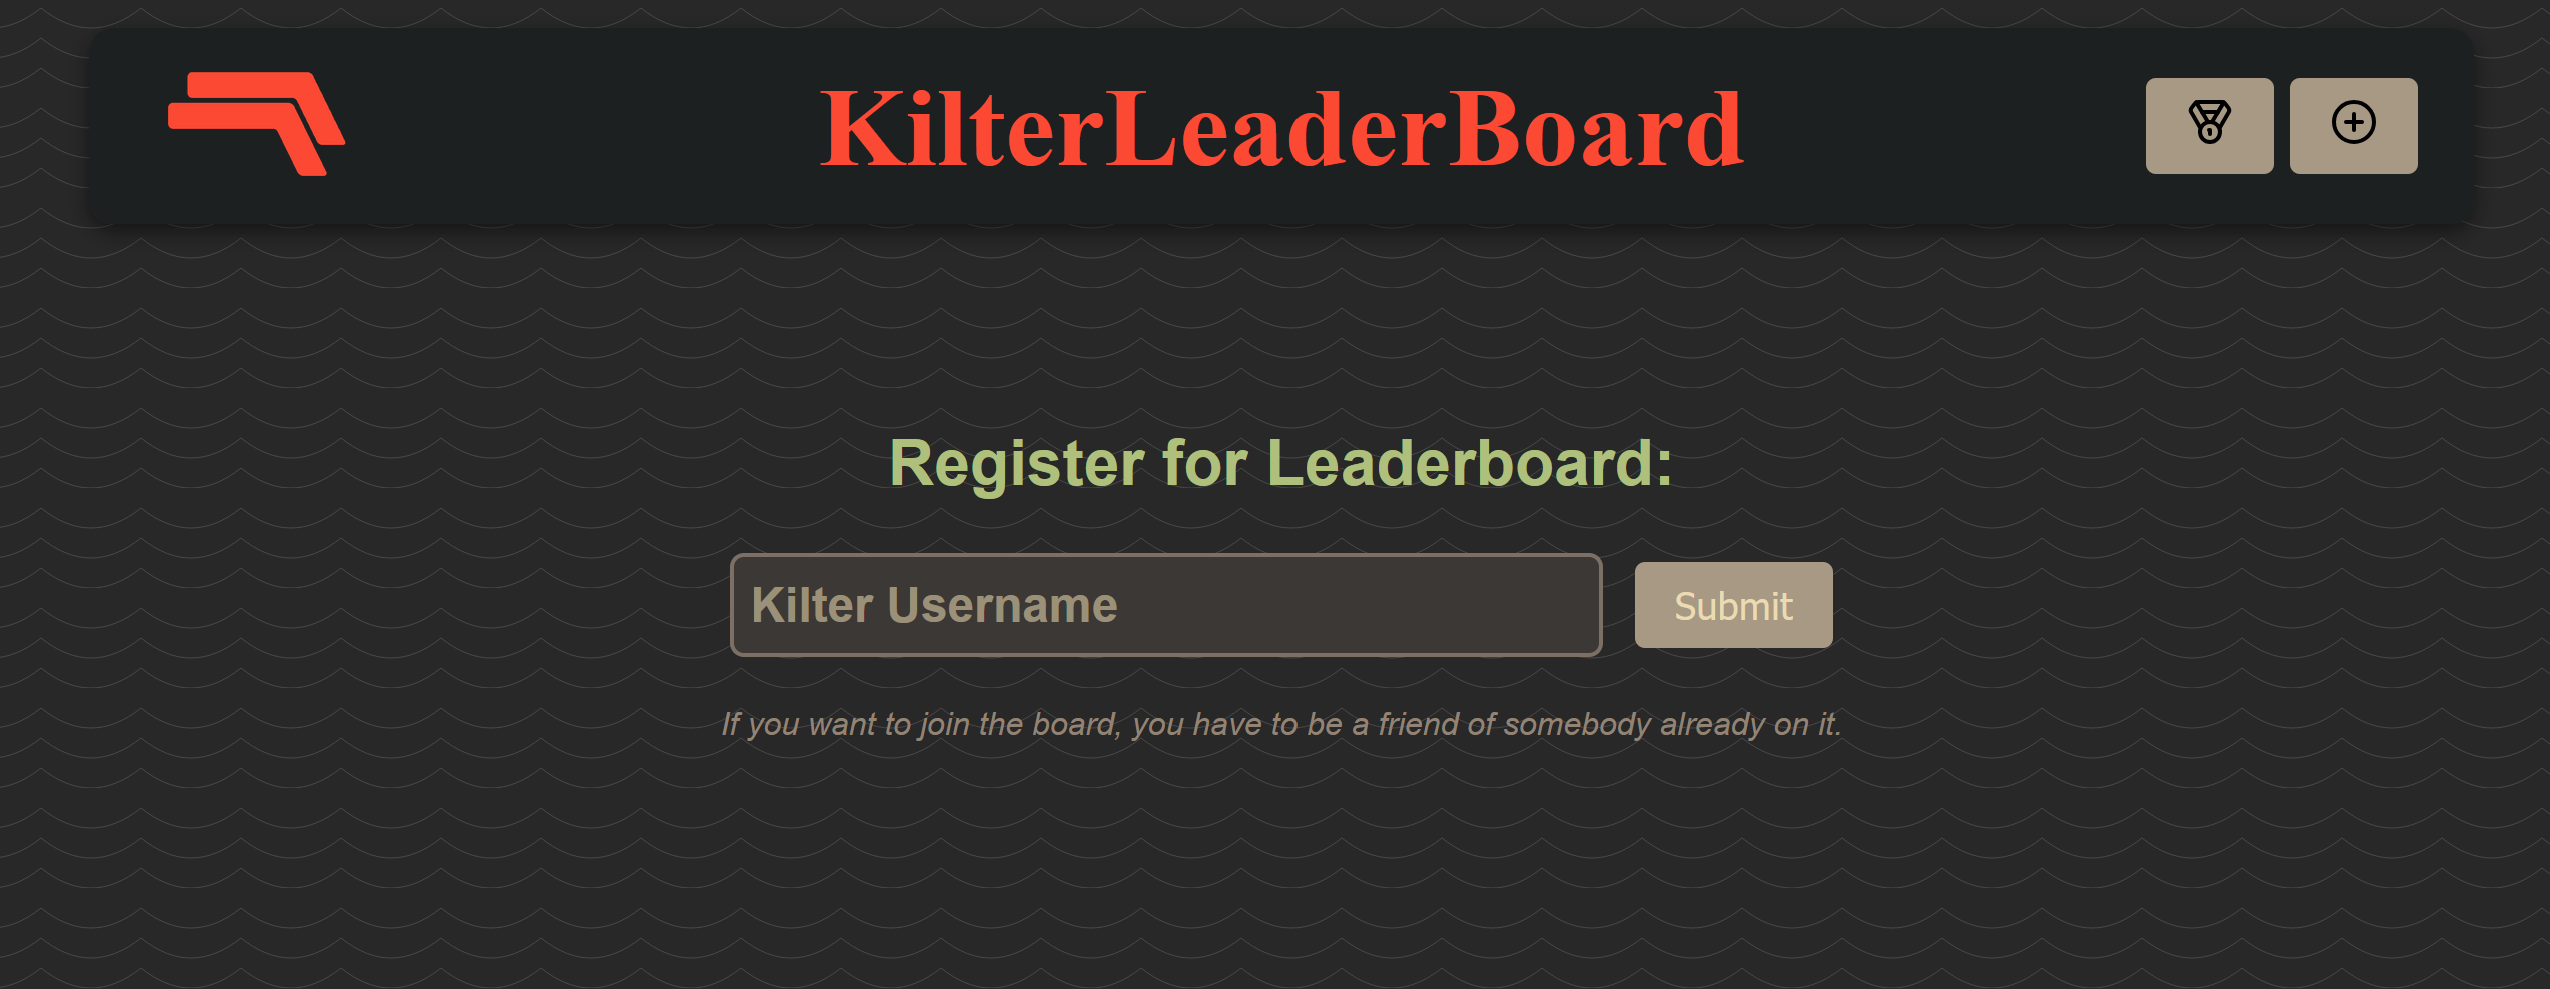 KilterLeaderBoard
Register for Leaderboard:
Kilter Username
Submit
If you want to join the board, you have to be a friend of somebody already on it.